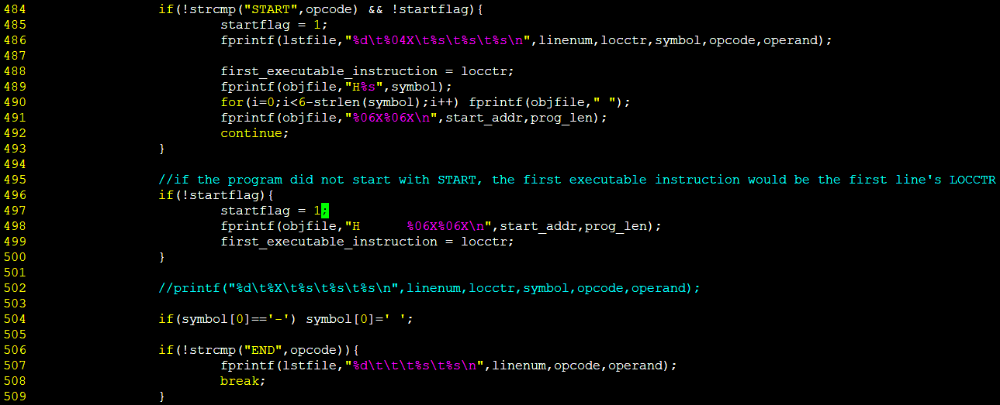 484                 if(!strcmp("START",opcode) && !startflag){
485                         startflag = 1;
486                         fprintf(lstfile,"%d\t%04X\t%s\t%s\t%s\n",linenum,locctr,symbol,opcode,operand);
487
488                         first_executable_instruction = locctr;
489                         fprintf(objfile,"H%s",symbol);
490                         for(i=0;i<6-strlen(symbol);i++) fprintf(objfile," ");
491                         fprintf(objfile,"%06X%06X\n",start_addr,prog_len);
492                         continue;
493                 }
494
495                 //if the program did not start with START, the first executable instruction would be the first line's LOCCTR
496                 if(!startflag){
497                         startflag = 1;
498                         fprintf(objfile,"H      %06X%06X\n",start_addr,prog_len);
499                         first_executable_instruction = locctr;
500                 }
501
502                 //printf("%d\t%X\t%s\t%s\t%s\n",linenum,locctr,symbol,opcode,operand);
503
504                 if(symbol[0]=='-') symbol[0]=' ';
505
506                 if(!strcmp("END",opcode)){
507                         fprintf(lstfile,"%d\t\t\t%s\t%s\n",linenum,opcode,operand);
508                         break;
509                 }